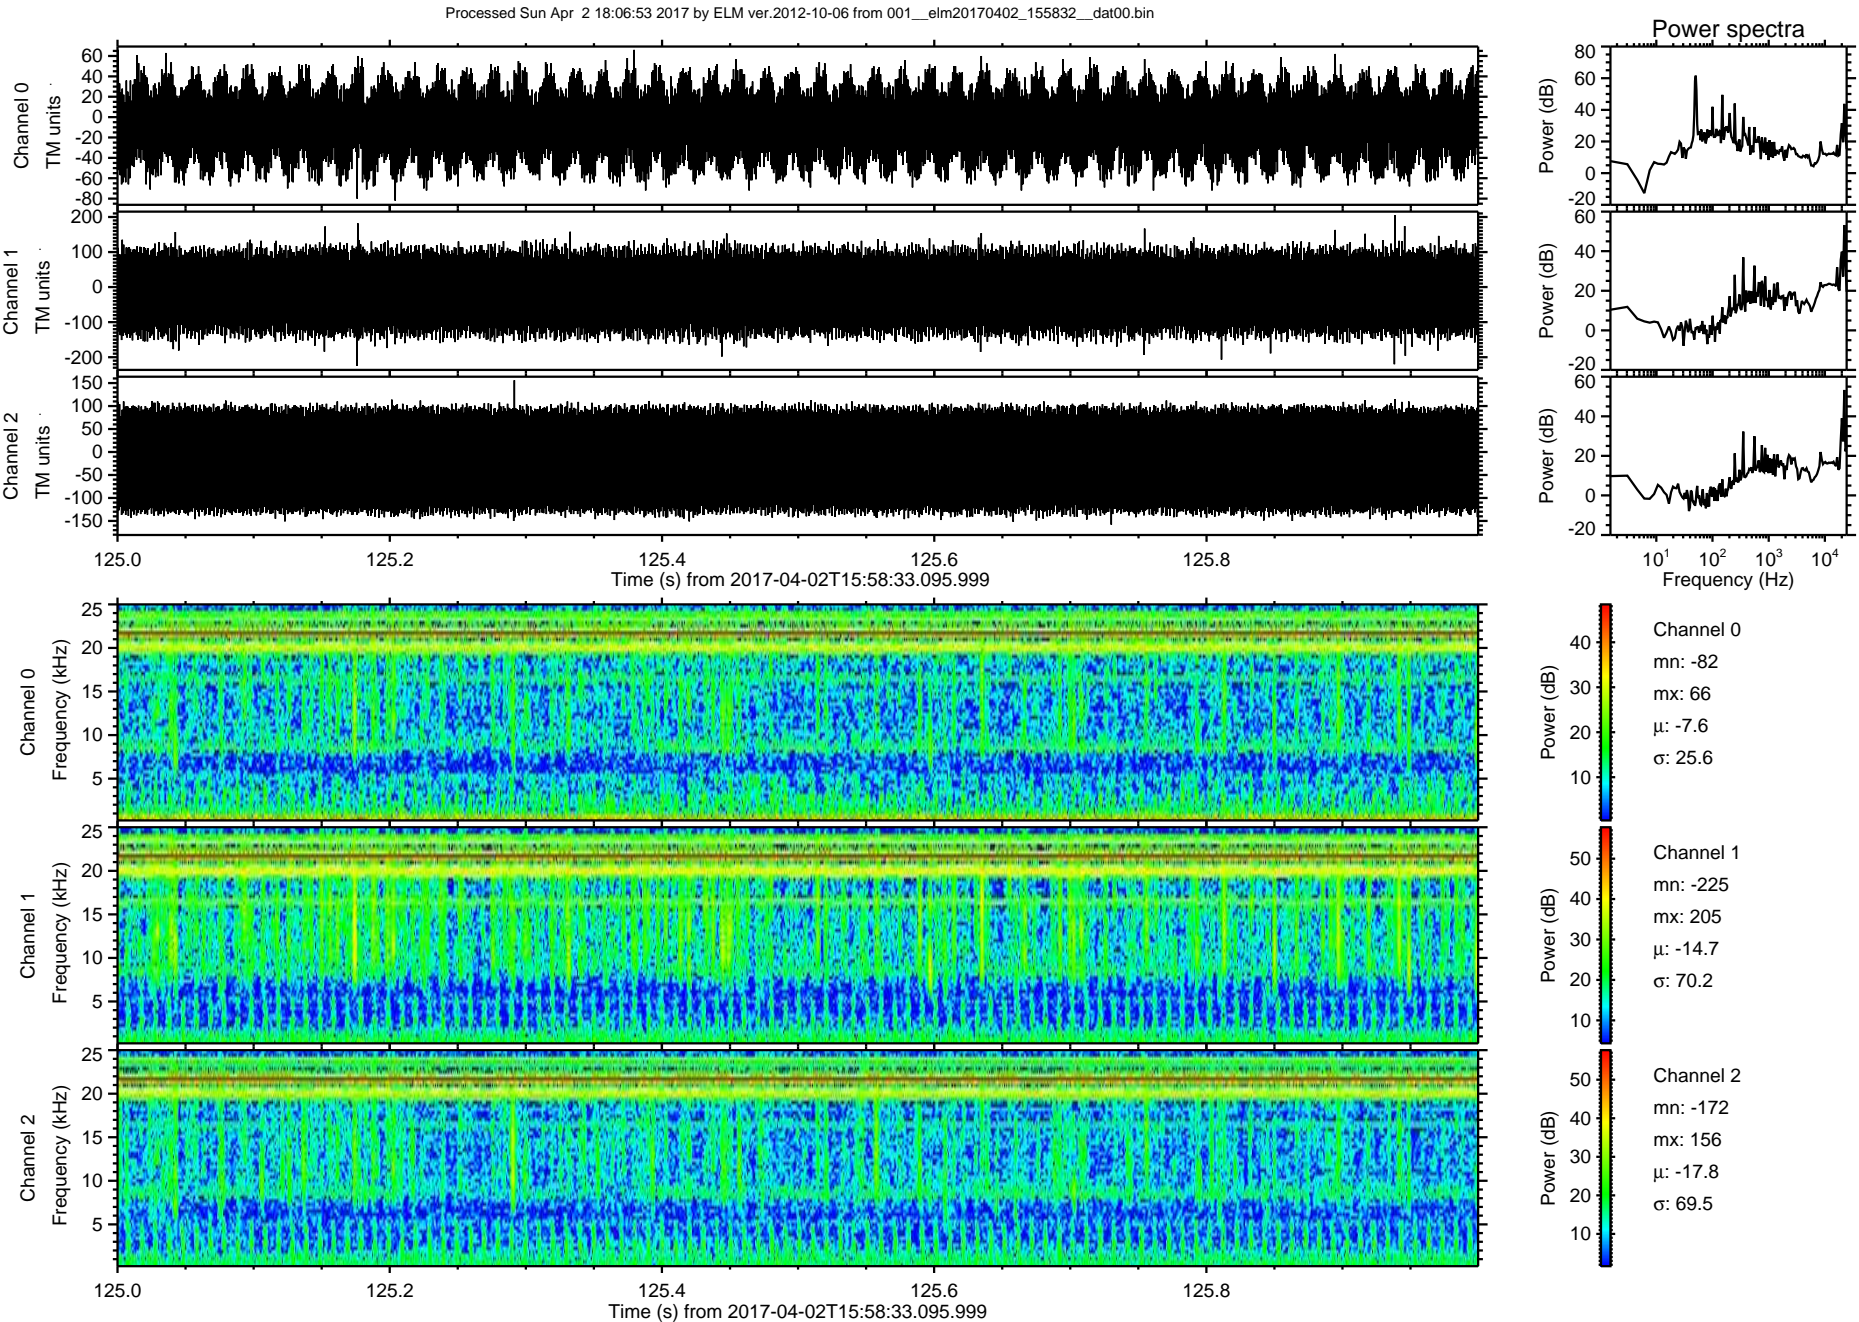 Processed Sun Apr  2 18:06:53 2017 by ELM ver.2012-10-06 from 001__elm20170402_155832__dat00.bin
Power spectra
Channel 0
TM units
60
40
20
0
-20
-40
-60
-80
Power (dB)
80
60
40
20
0
-20
Channel 1
TM units
200
100
0
-100
-200
Power (dB)
60
40
20
0
-20
Channel 2
TM units
150
100
50
0
-50
-100
-150
Power (dB)
60
40
20
0
-20
125.0 125.2 125.4 125.6 125.8
Time (s) from 2017-04-02T15:58:33.095.999
10^1 10^2 10^3 10^4
Frequency (Hz)
Channel 0
Frequency (kHz)
25
20
15
10
5
Power (dB)
40
30
20
10
Channel 0
mn: -82
mx: 66
μ: -7.6
σ: 25.6
Channel 1
Frequency (kHz)
25
20
15
10
5
Power (dB)
50
40
30
20
10
Channel 1
mn: -225
mx: 205
μ: -14.7
σ: 70.2
Channel 2
Frequency (kHz)
25
20
15
10
5
Power (dB)
50
40
30
20
10
Channel 2
mn: -172
mx: 156
μ: -17.8
σ: 69.5
125.0 125.2 125.4 125.6 125.8
Time (s) from 2017-04-02T15:58:33.095.999